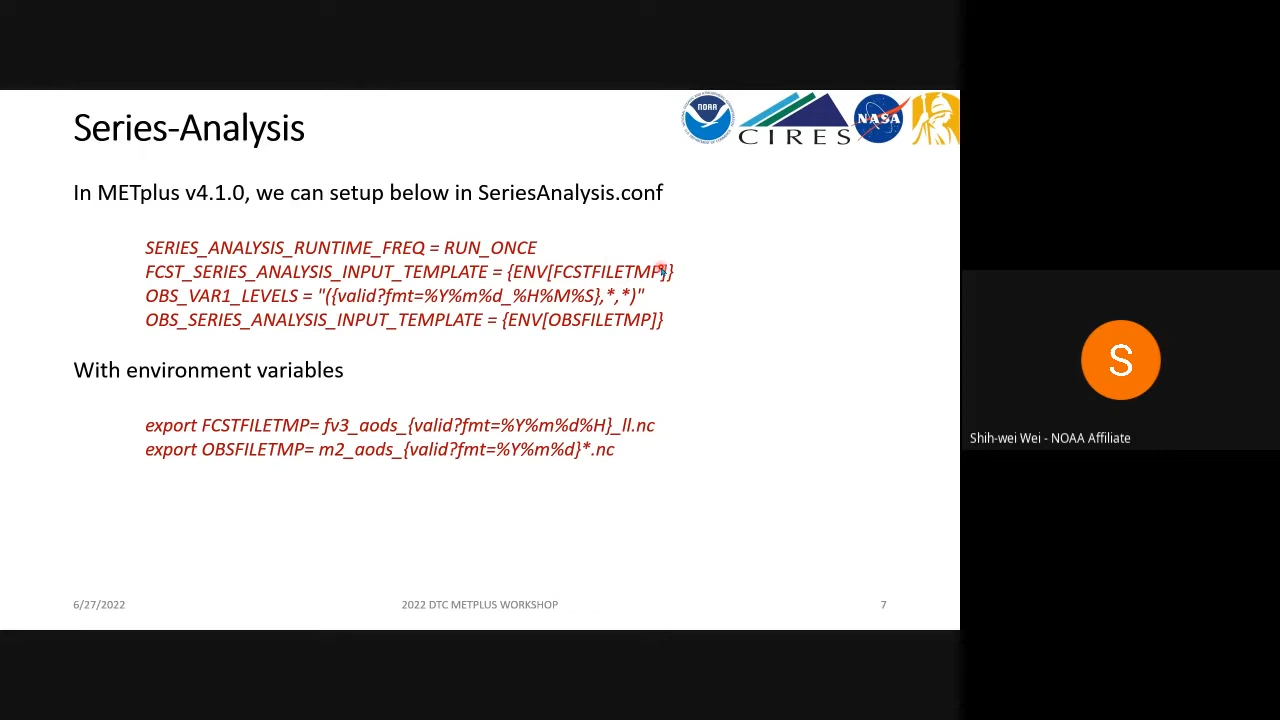 Series-Analysis
NOAA
CIRES
NASA
In METplus v4.1.0, we can setup below in SeriesAnalysis.conf
SERIES_ANALYSIS_RUNTIME_FREQ = RUN_ONCE
FCST_SERIES_ANALYSIS_INPUT_TEMPLATE = {ENV[FCSTFILETMP]}
OBS_VAR1_LEVELS = "({valid?fmt=%Y%m%d_%H%M%S},*,*)"
OBS_SERIES_ANALYSIS_INPUT_TEMPLATE = {ENV[OBSFILETMP]}
With environment variables
export FCSTFILETMP= fv3_aods_{valid?fmt=%Y%m%d%H}_ll.nc
export OBSFILETMP= m2_aods_{valid?fmt=%Y%m%d}*.nc
6/27/2022
2022 DTC METPLUS WORKSHOP
7
S
Shih-wei Wei - NOAA Affiliate